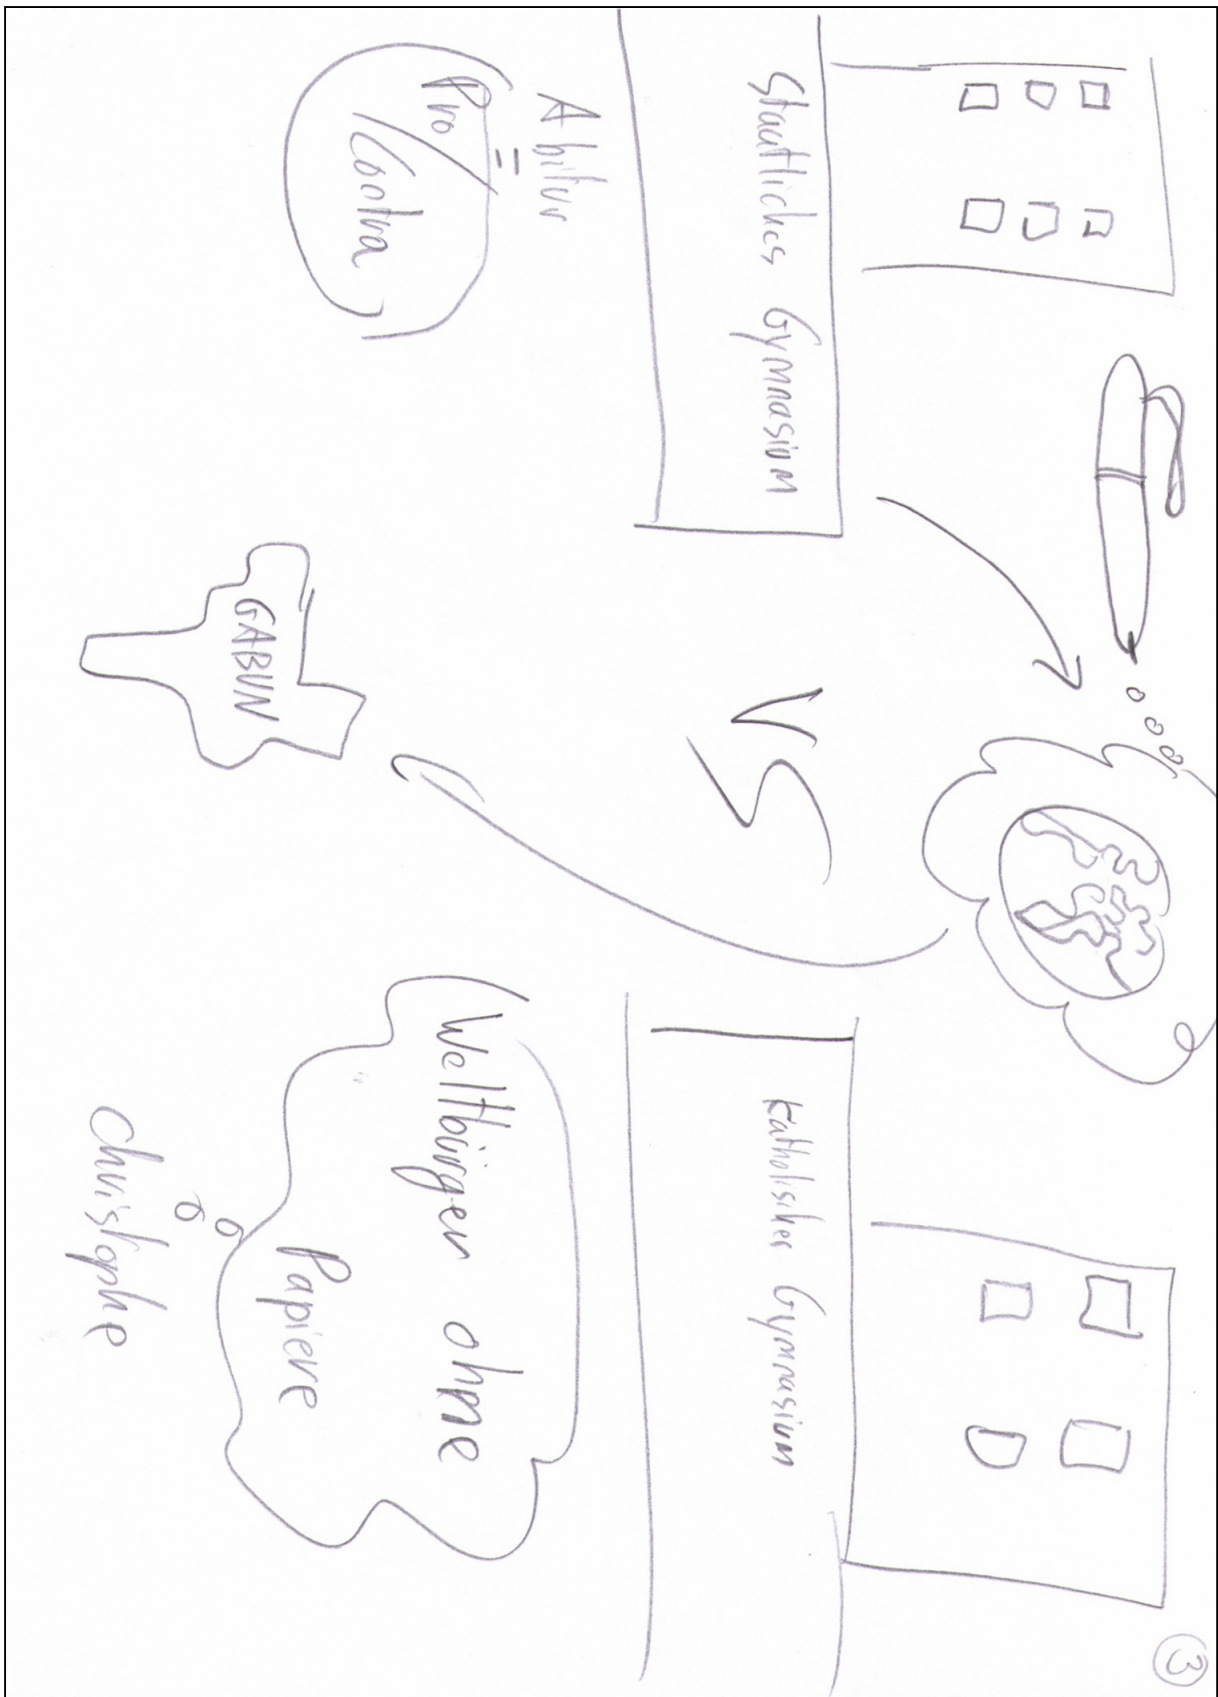 Staatliches Gymnasium
VS
Katholisches Gymnasium
Abitur
=
Pro/
Contra
GABUN
Weltbürger ohne
Papiere
Christophe
3